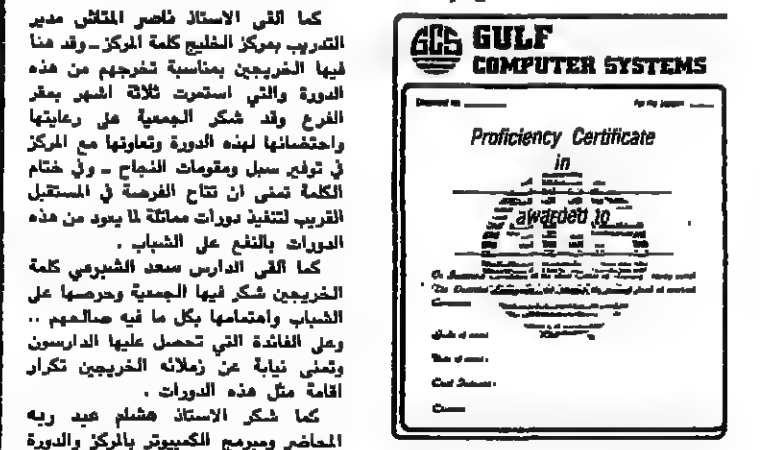 كما ألقى الاستاذ ناصر المتالي مدير
التدريب بمركز الخليج كلمة المركز ــ وقد هنأ
فيها الخريجين بمناسبة تخرجهم من هذه
الدورة والتي استمرت ثلاثة اشهر بمقر
الفرع وقد شكر الجمعية على رعايتها
واحتضانها لهذه الدورة وتعاونها مع المركز
في توفير سبل ومقومات النجاح ــ وفي ختام
الكلمة تمنى ان تتاح الفرصة في المستقبل
القريب لتنفيذ دورات مماثلة لما يعود من هذه
الدورات بالنفع على الشباب .
كما ألقى الدارس سعد الشبرمي كلمة
الخريجين شكر فيها الجمعية وحرصها على
الشباب واهتمامها بكل ما فيه صالحهم ..
وعلى الفائدة التي تحصل عليها الدارسون
وتمنى نيابة عن زملائه الخريجين تكرار
اقامة مثل هذه الدورات .
كما شكر الاستاذ هشام عبد ربه
المحاضر ومبرمج الكمبيوتر بالمركز والدورة
GCS GULF
COMPUTER SYSTEMS
Proficiency Certificate
in
awarded to